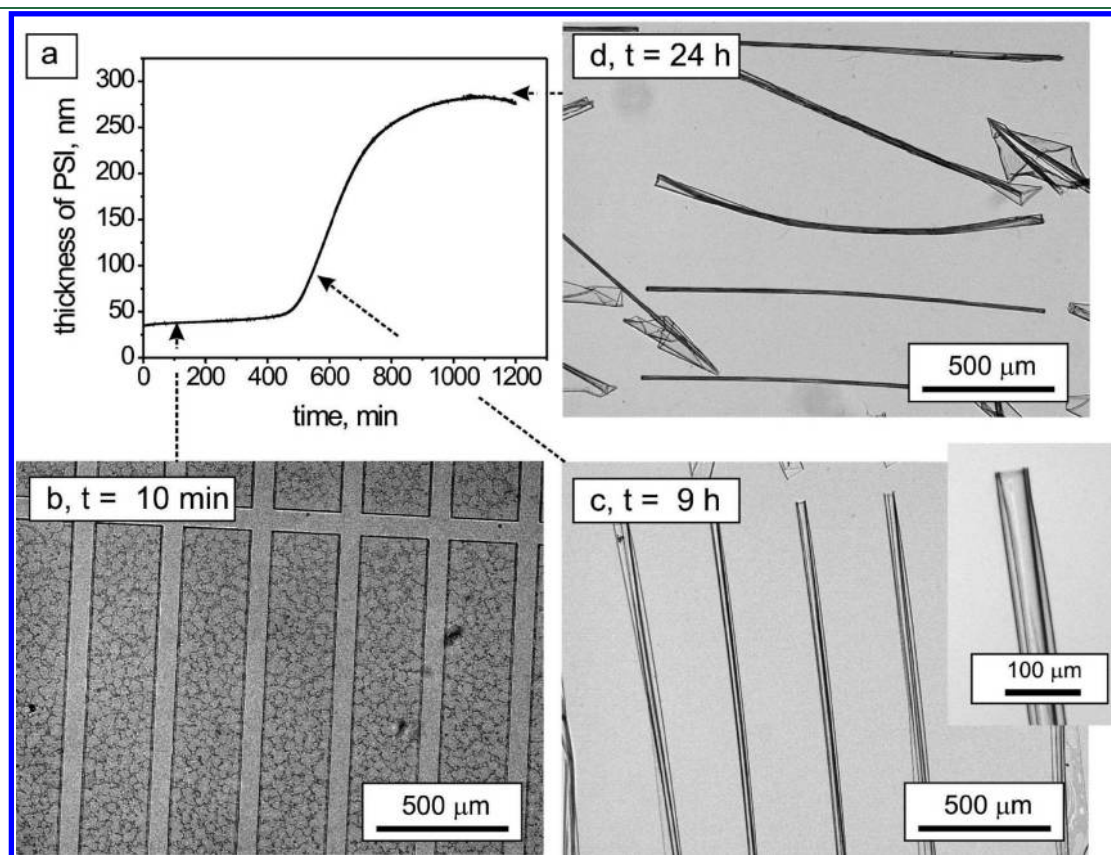 a
thickness of PSI, nm
300
250
200
150
100
50
0
0 200 400 600 800 1000 1200
time, min
d, t = 24 h
500 μm
b, t = 10 min
500 μm
c, t = 9 h
500 μm
100 μm